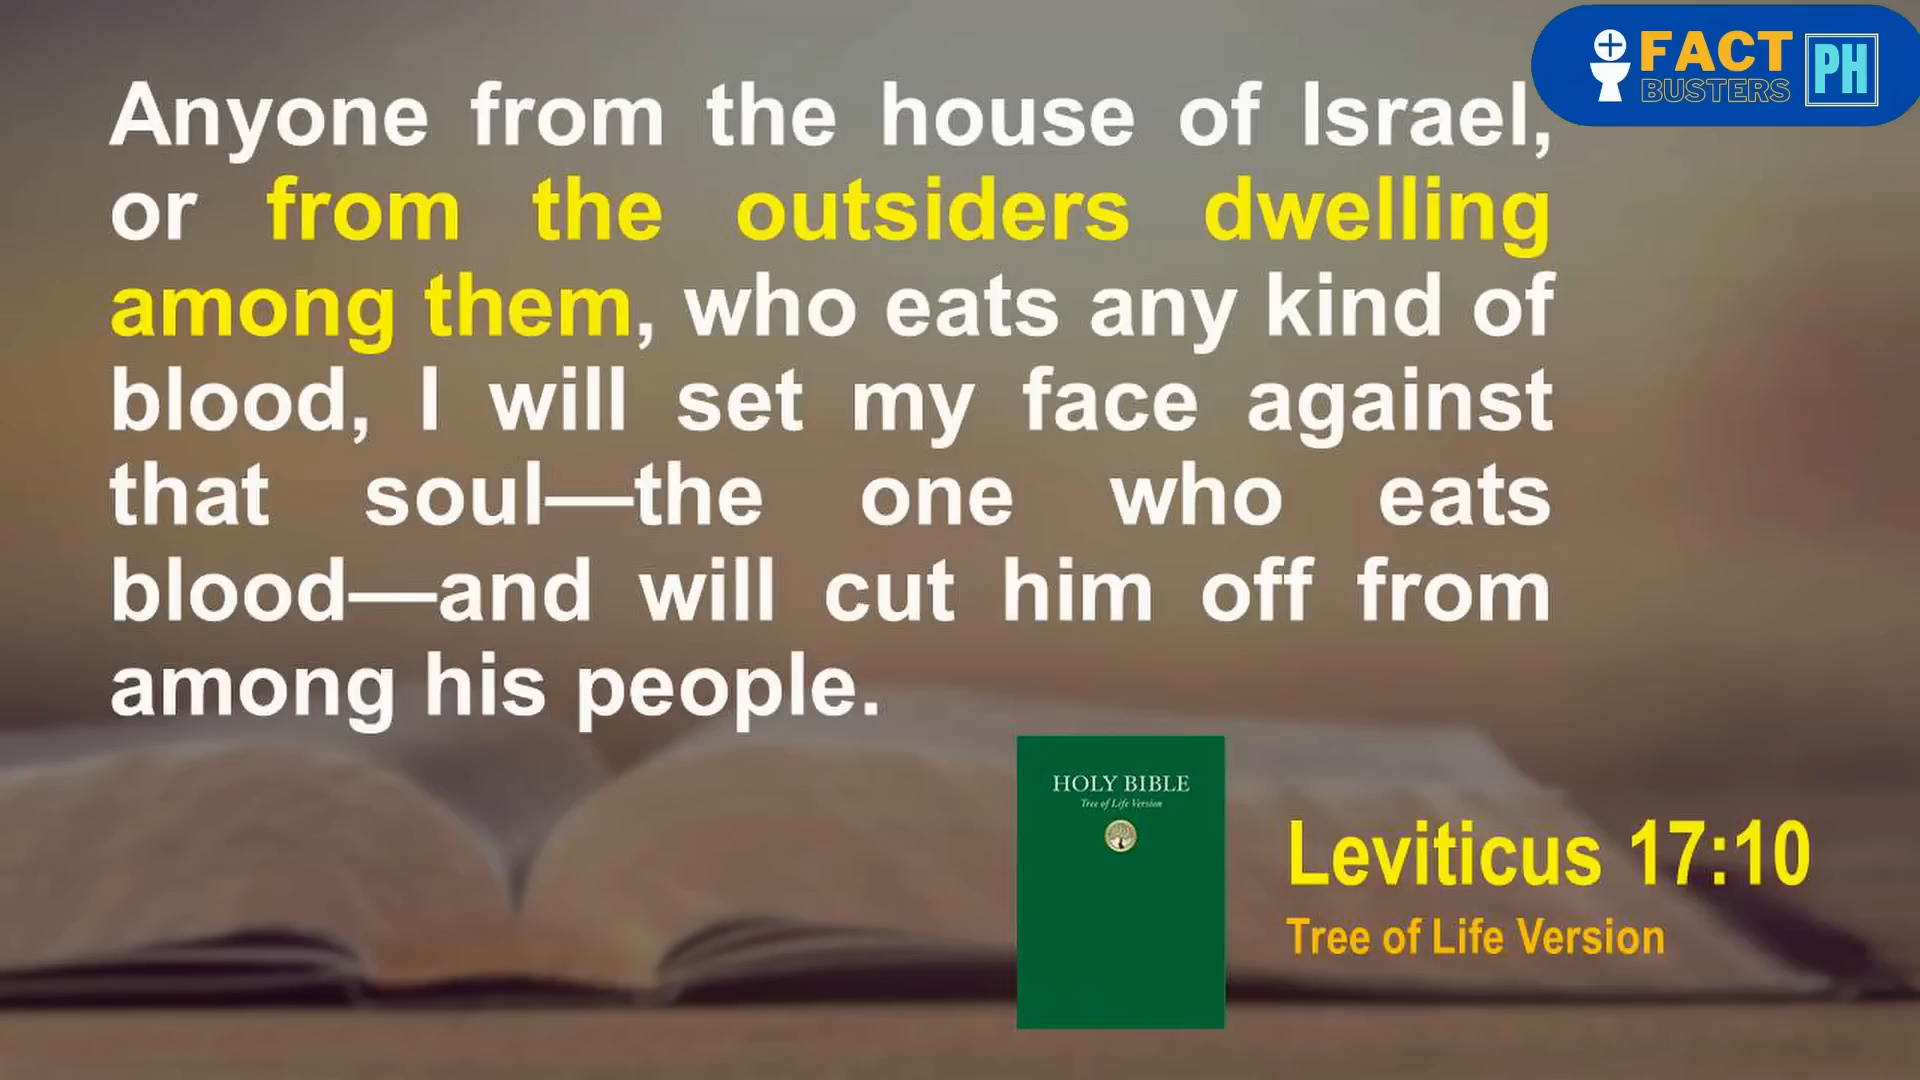 FACT
BUSTERS
PH
Anyone from the house of Israel,
or from the outsiders dwelling
among them, who eats any kind of
blood, I will set my face against
that soul—the one who eats
blood—and will cut him off from
among his people.
HOLY BIBLE
Tree of Life Version
Leviticus 17:10
Tree of Life Version